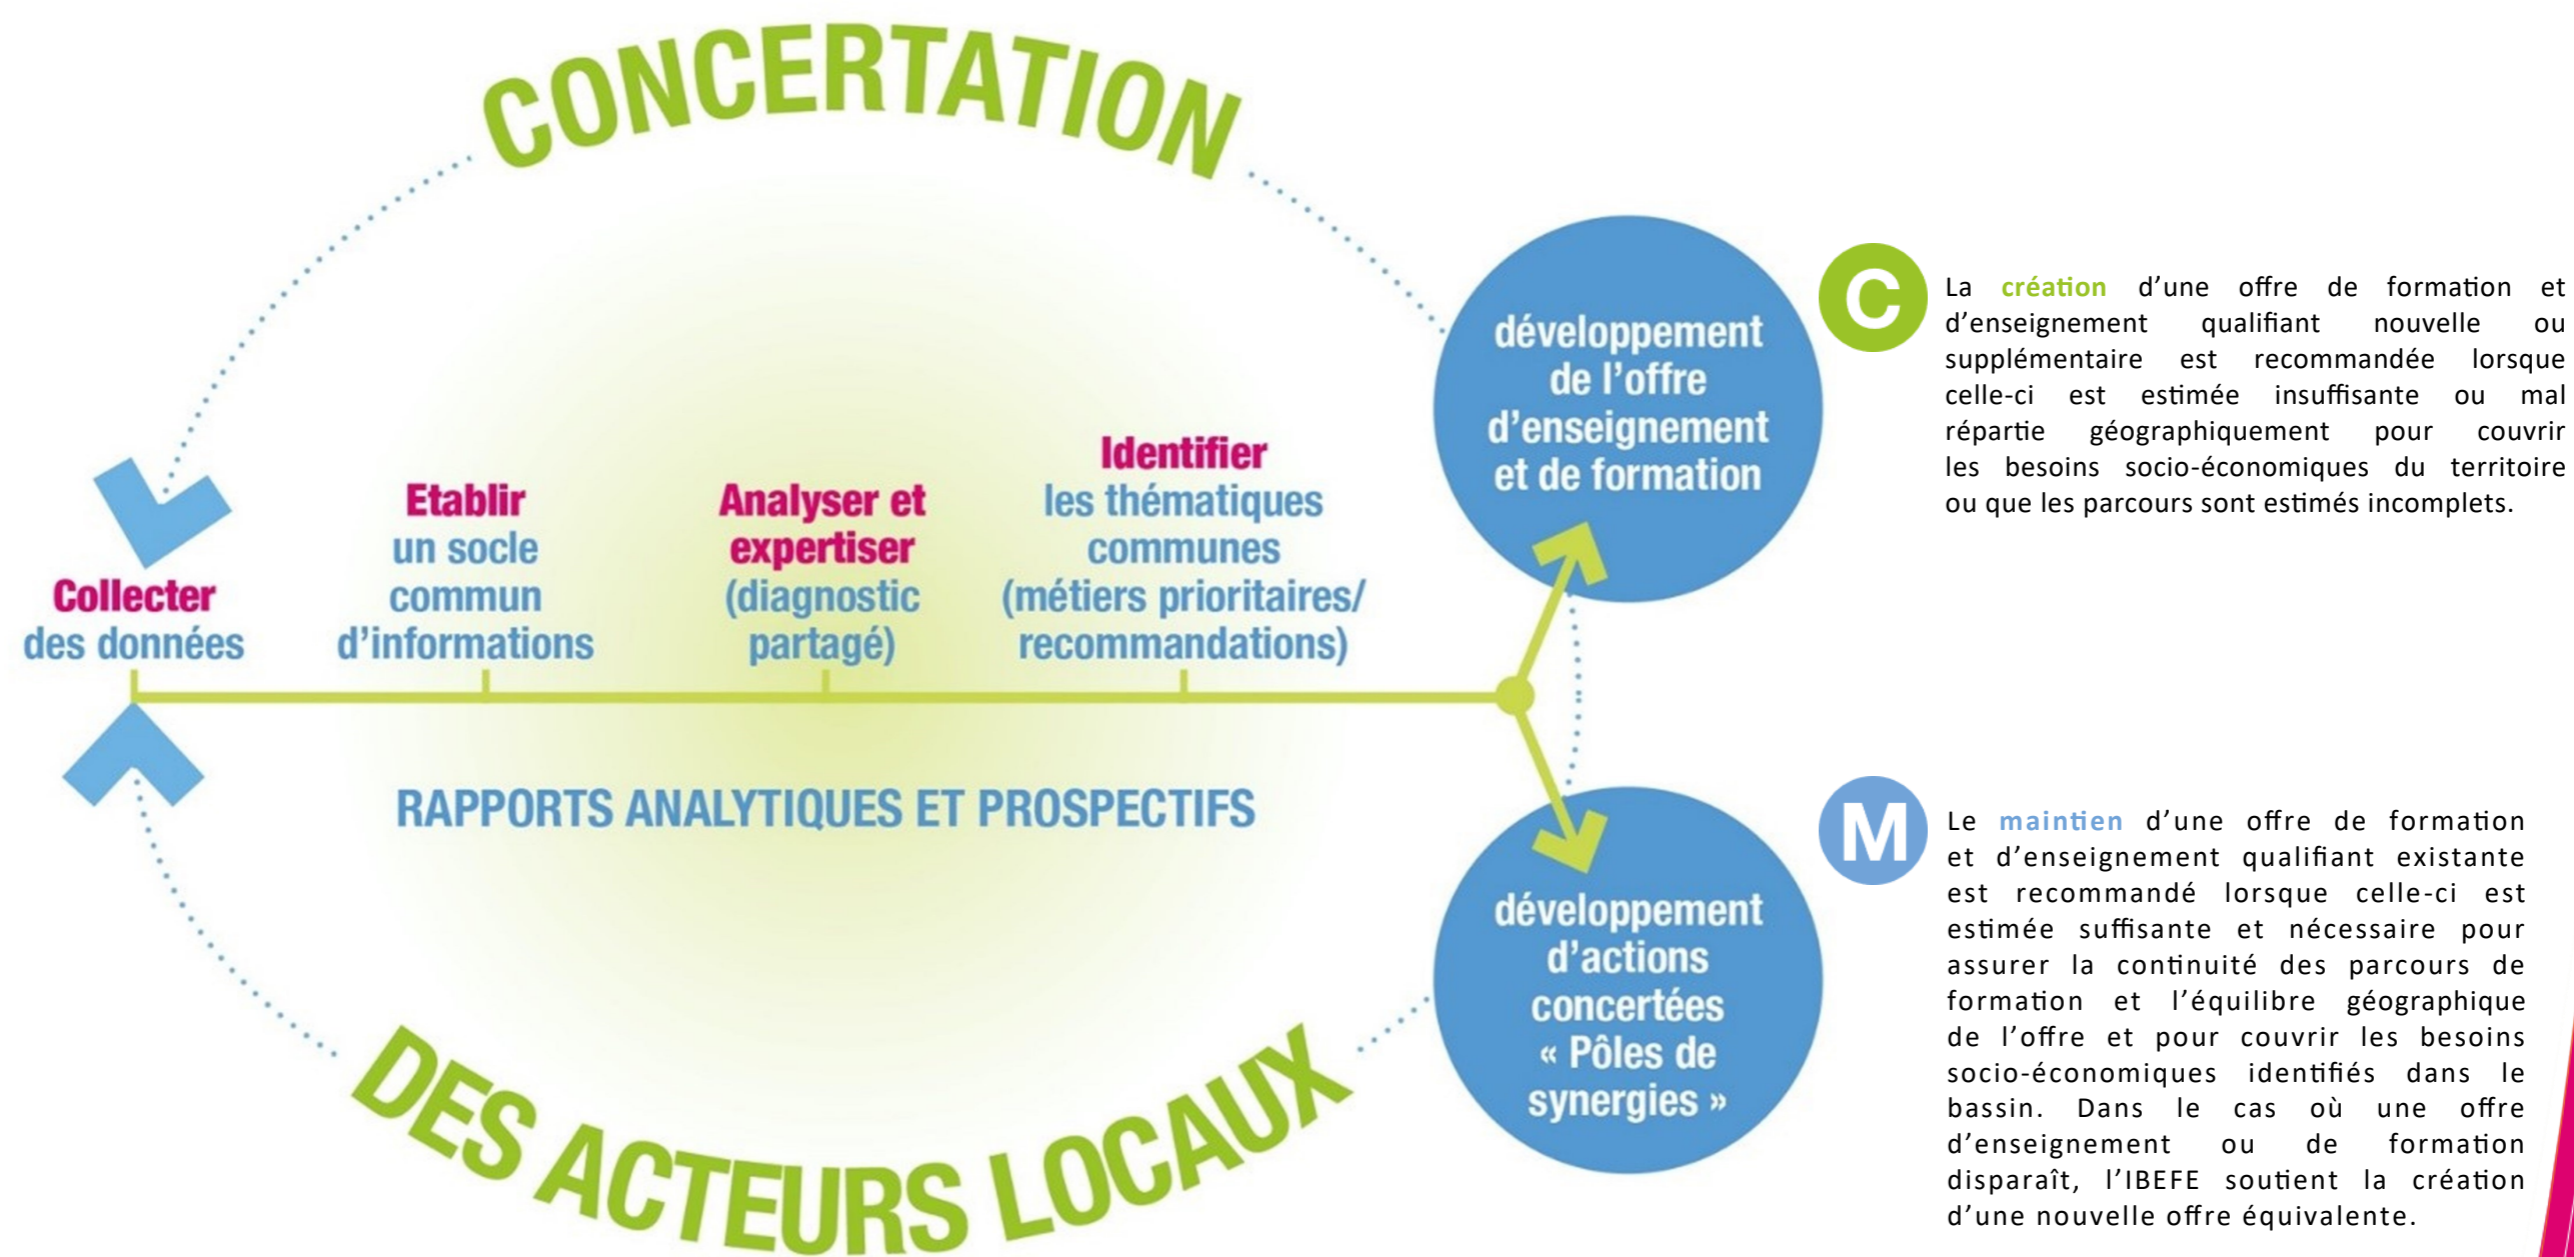 CONCERTATION
Collecter
des données
Etablir
un socle
commun
d'informations
Analyser et
expertiser
(diagnostic
partagé)
Identifier
les thématiques
communes
(métiers prioritaires/
recommandations)
RAPPORTS ANALYTIQUES ET PROSPECTIFS
DES ACTEURS LOCAUX
développement
de l'offre
d'enseignement
et de formation
développement
d'actions
concertées
« Pôles de
synergies »
C
La création d’une offre de formation et
d’enseignement qualifiant nouvelle ou
supplémentaire est recommandée lorsque
celle-ci est estimée insuffisante ou mal
répartie géographiquement pour couvrir
les besoins socio-économiques du territoire
ou que les parcours sont estimés incomplets.
M
Le maintien d’une offre de formation
et d’enseignement qualifiant existante
est recommandé lorsque celle-ci est
estimée suffisante et nécessaire pour
assurer la continuité des parcours de
formation et l’équilibre géographique
de l’offre et pour couvrir les besoins
socio-économiques identifiés dans le
bassin. Dans le cas où une offre
d’enseignement ou de formation
disparaît, l’IBEFE soutient la création
d’une nouvelle offre équivalente.